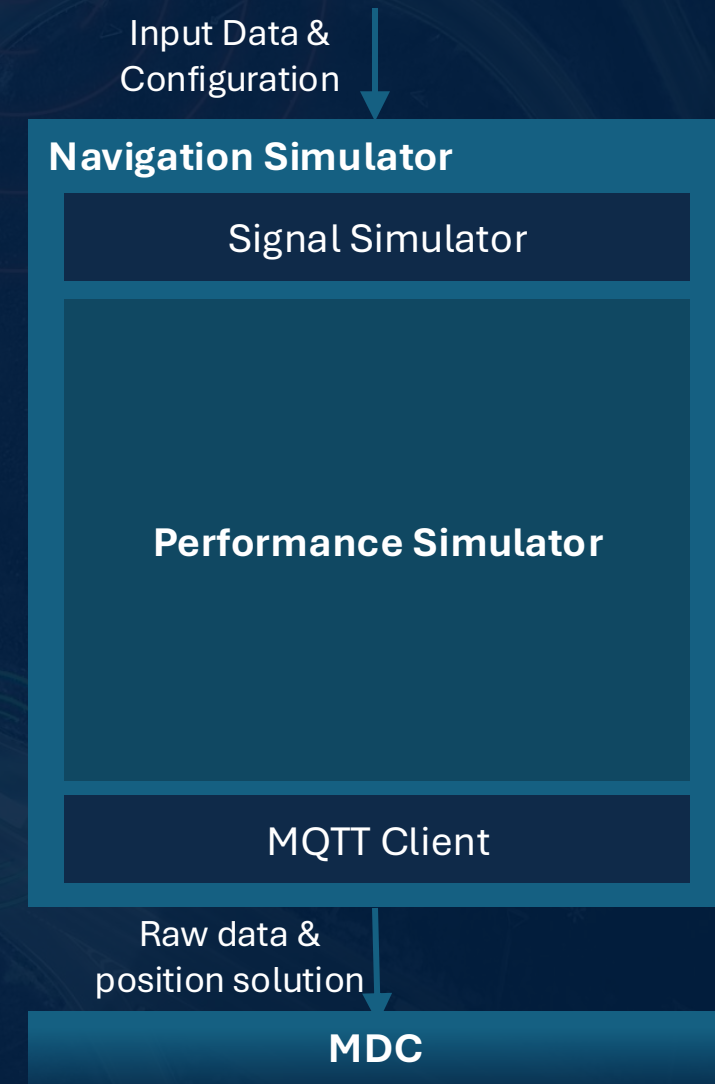 Input Data &
Configuration
Navigation Simulator
Signal Simulator
Performance Simulator
MQTT Client
Raw data &
position solution
MDC